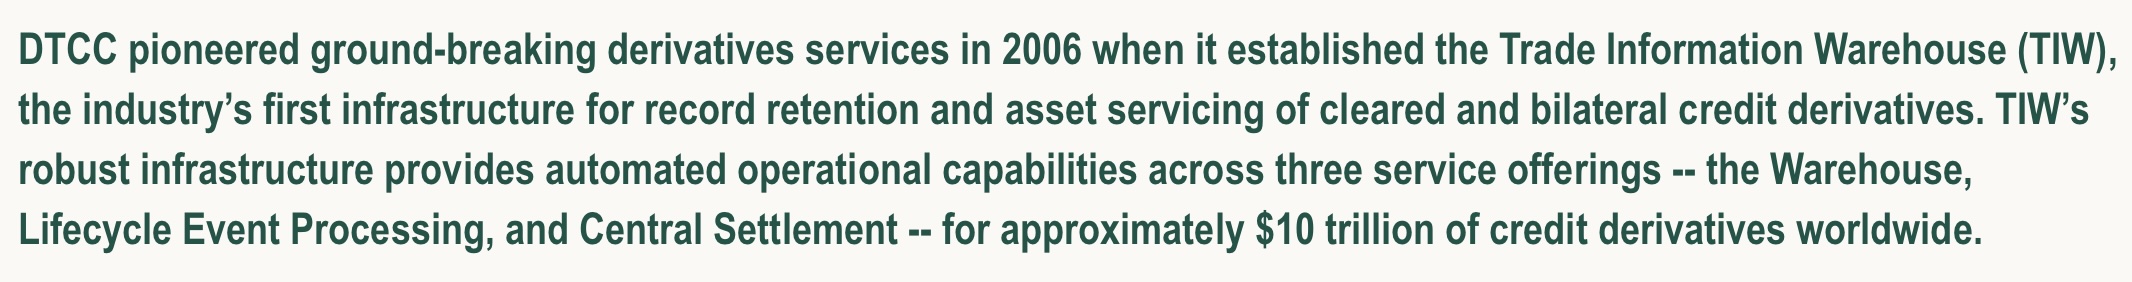 DTCC pioneered ground-breaking derivatives services in 2006 when it established the Trade Information Warehouse (TIW),
the industry’s first infrastructure for record retention and asset servicing of cleared and bilateral credit derivatives. TIW’s
robust infrastructure provides automated operational capabilities across three service offerings -- the Warehouse,
Lifecycle Event Processing, and Central Settlement -- for approximately $10 trillion of credit derivatives worldwide.